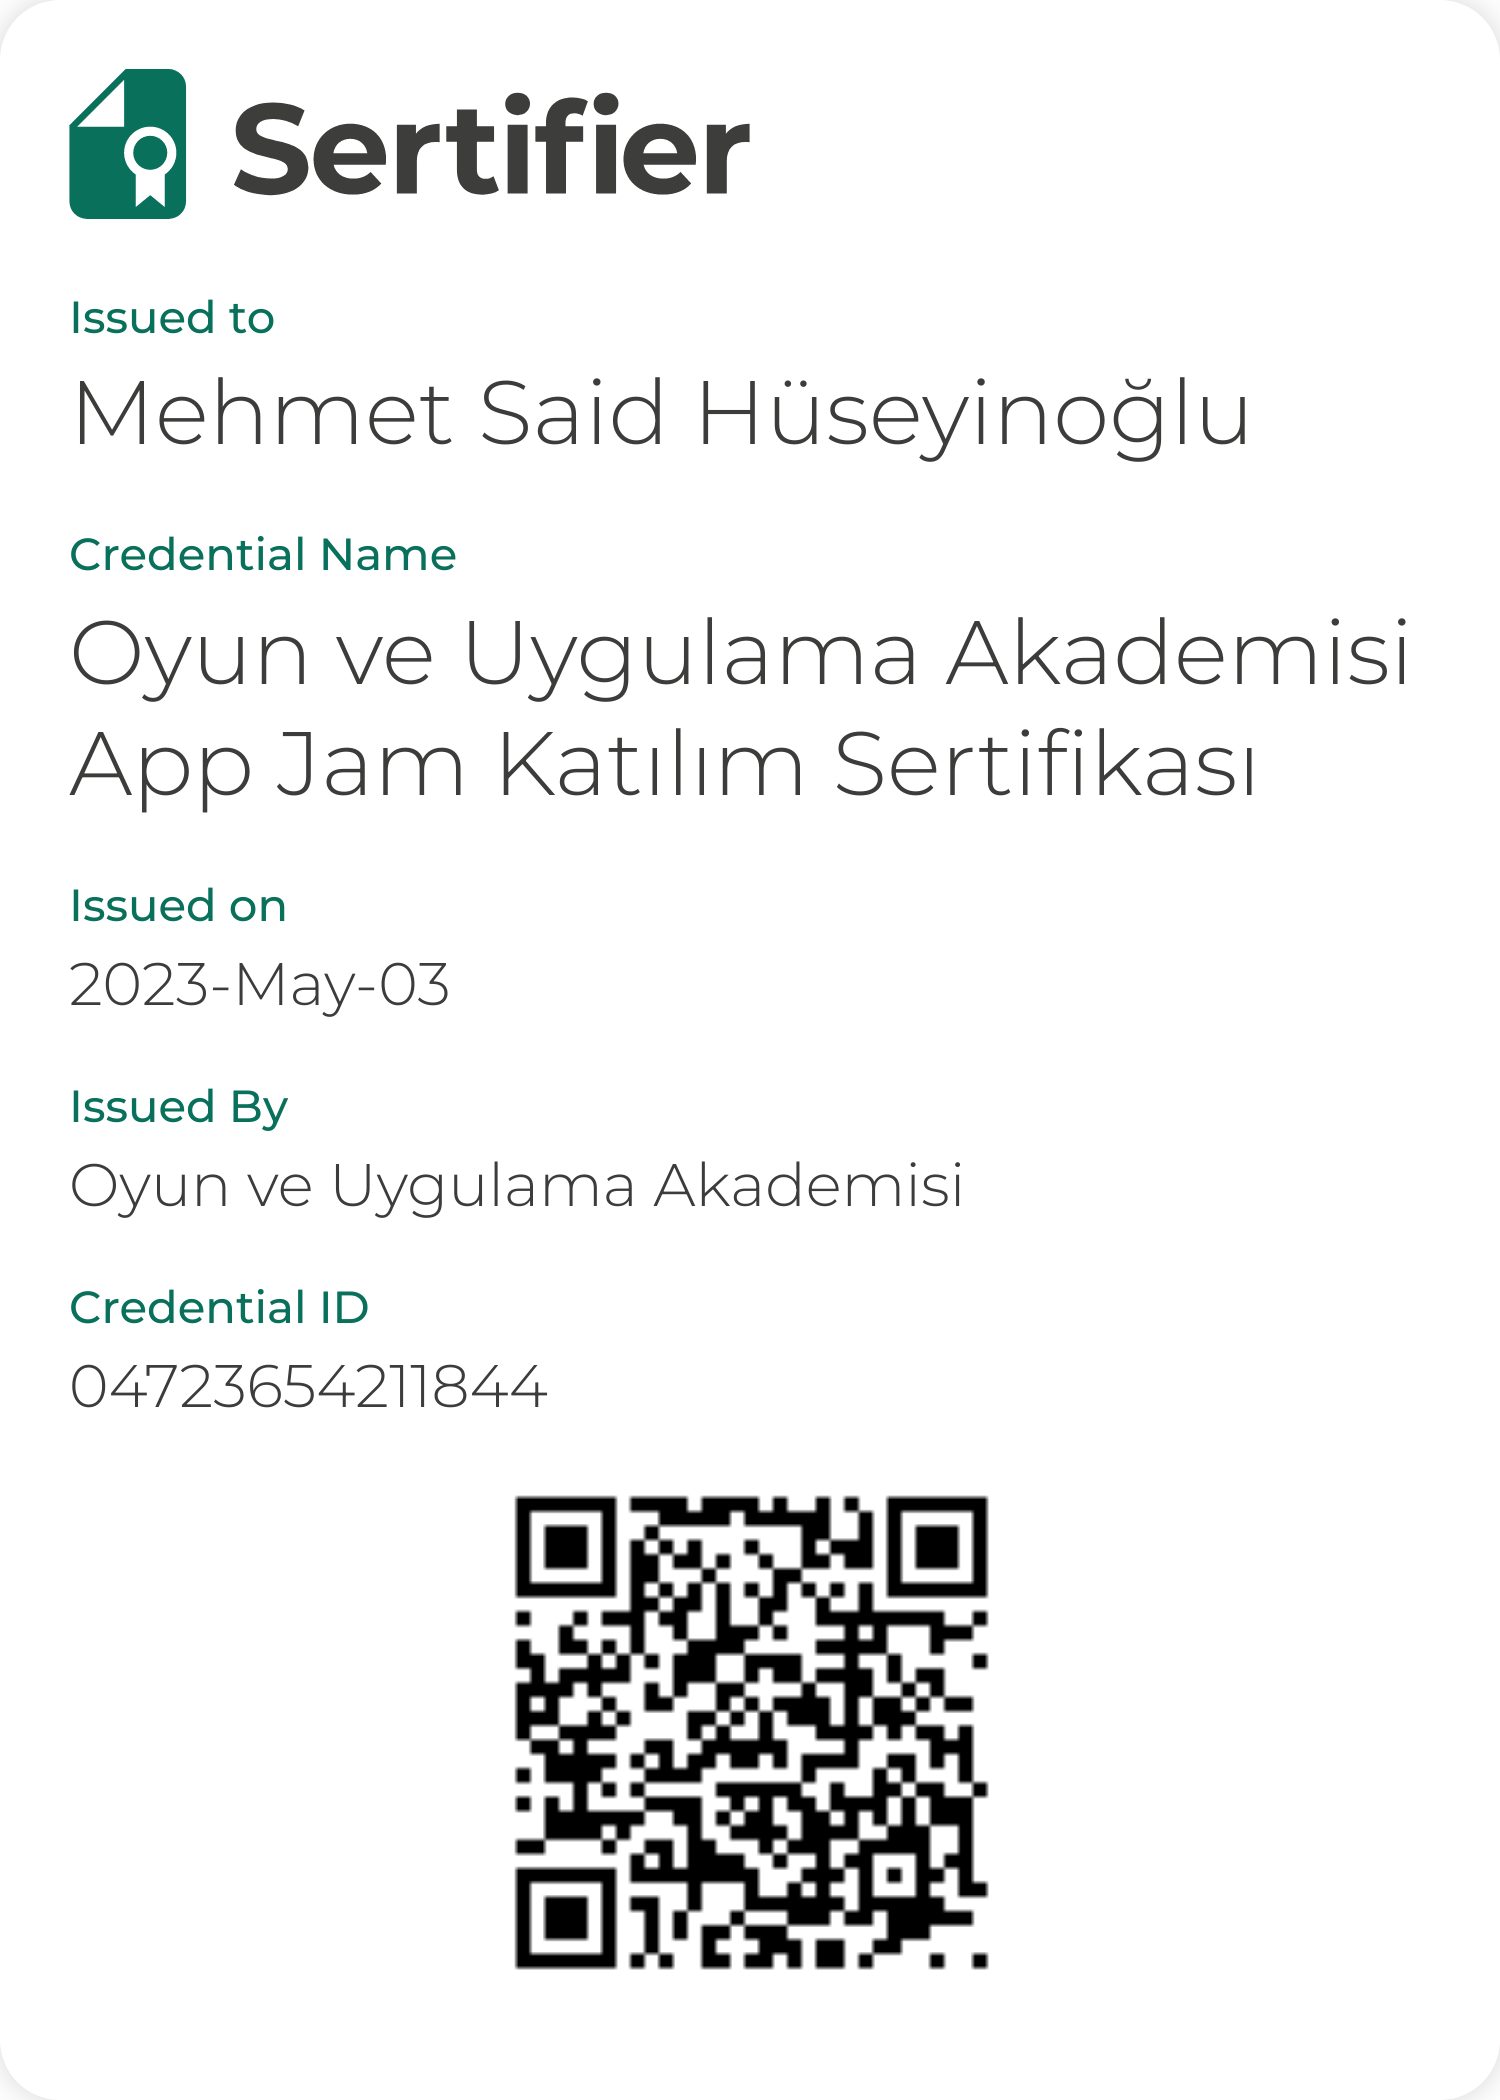 Sertifier
Issued to
Mehmet Said Hüseyinoğlu
Credential Name
Oyun ve Uygulama Akademisi
App Jam Katılım Sertifikası
Issued on
2023-May-03
Issued By
Oyun ve Uygulama Akademisi
Credential ID
04723654211844